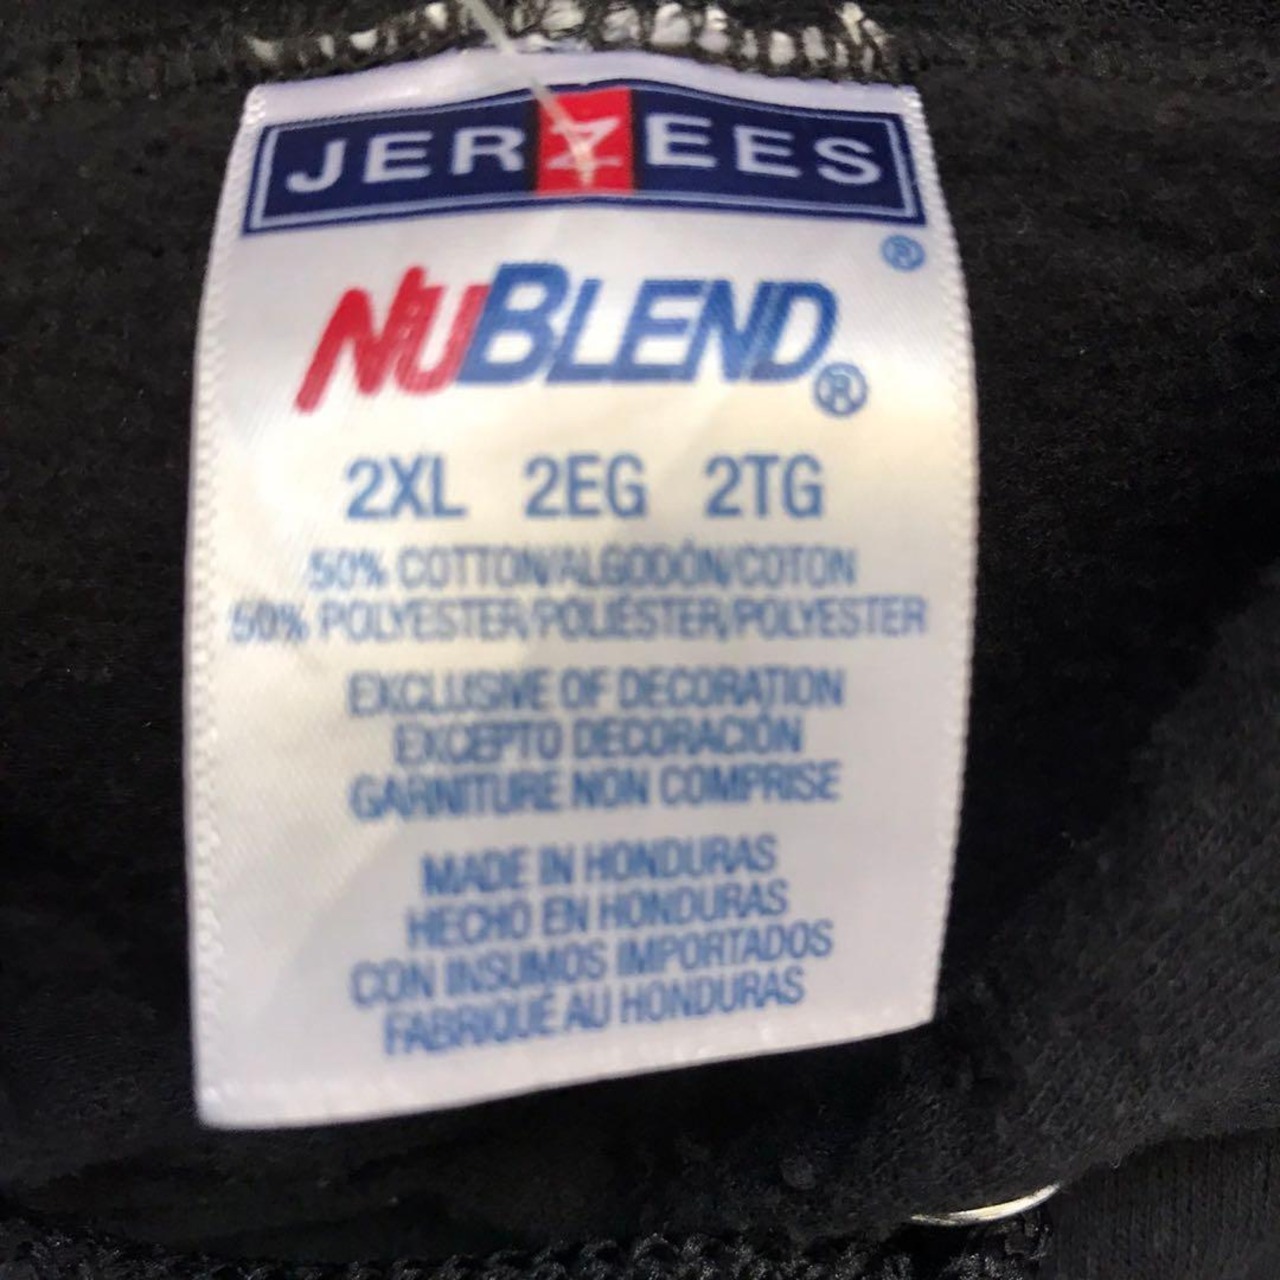 JERZEES
®
NUBLEND®
2XL 2EG 2TG
50% COTTON/ALGODÓN/COTON
50% POLYESTER/POLIÉSTER/POLYESTER
EXCLUSIVE OF DECORATION
EXCEPTO DECORACIÓN
GARNITURE NON COMPRISE
MADE IN HONDURAS
HECHO EN HONDURAS
CON INSUMOS IMPORTADOS
FABRIQUÉ AU HONDURAS